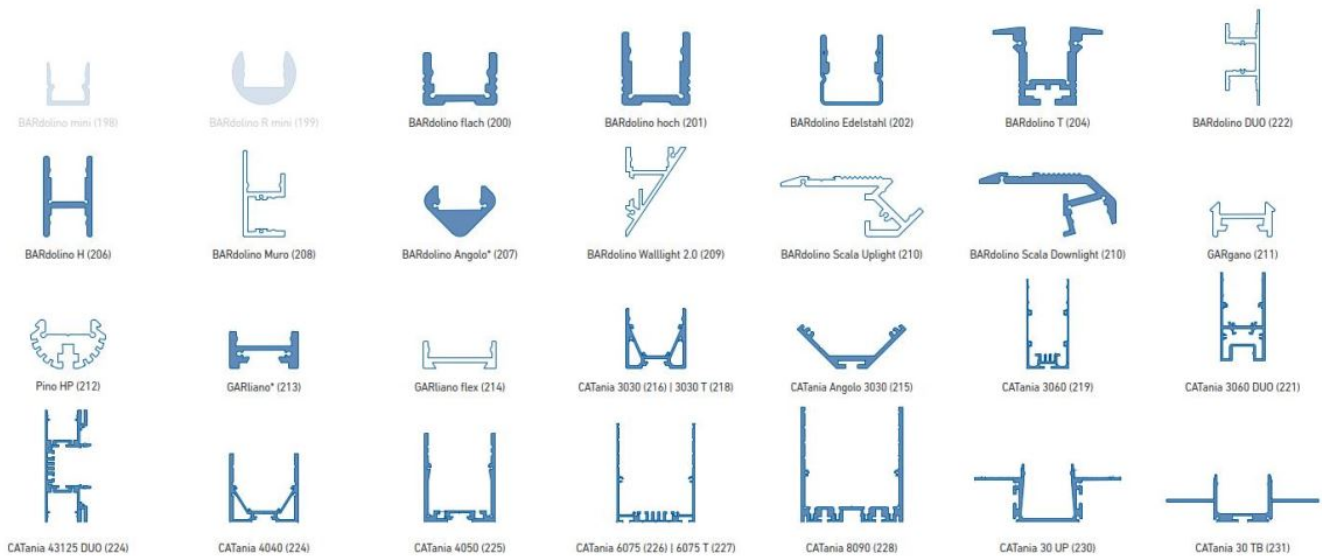 BARdolino mini (198)
BARdolino R mini (199)
BARdolino flach (200)
BARdolino hoch (201)
BARdolino Edelstahl (202)
BARdolino T (204)
BARdolino DUO (222)
BARdolino H (206)
BARdolino Muro (208)
BARdolino Angolo* (207)
BARdolino Walllight 2.0 (209)
BARdolino Scala Uplight (210)
BARdolino Scala Downlight (210)
GARgano (211)
Pino HP (212)
GARliano* (213)
GARliano flex (214)
CATania 3030 (216) | 3030 T (218)
CATania Angolo 3030 (215)
CATania 3060 (219)
CATania 3060 DUO (221)
CATania 43125 DUO (224)
CATania 4040 (224)
CATania 4050 (225)
CATania 6075 (226) | 6075 T (227)
CATania 8090 (228)
CATania 30 UP (230)
CATania 30 TB (231)